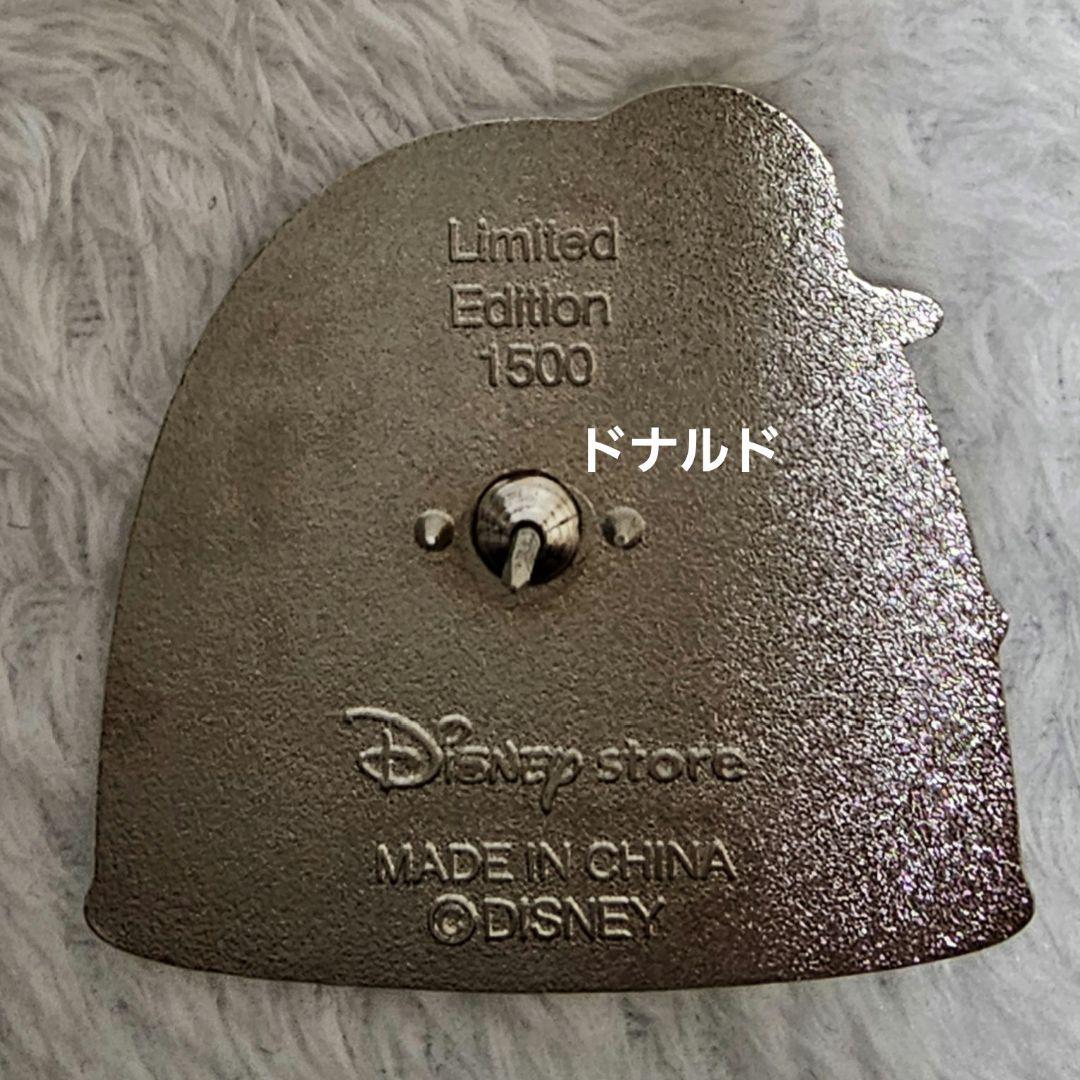 Limited
Edition
1500
ドナルド
Disney store
MADE IN CHINA
©DISNEY